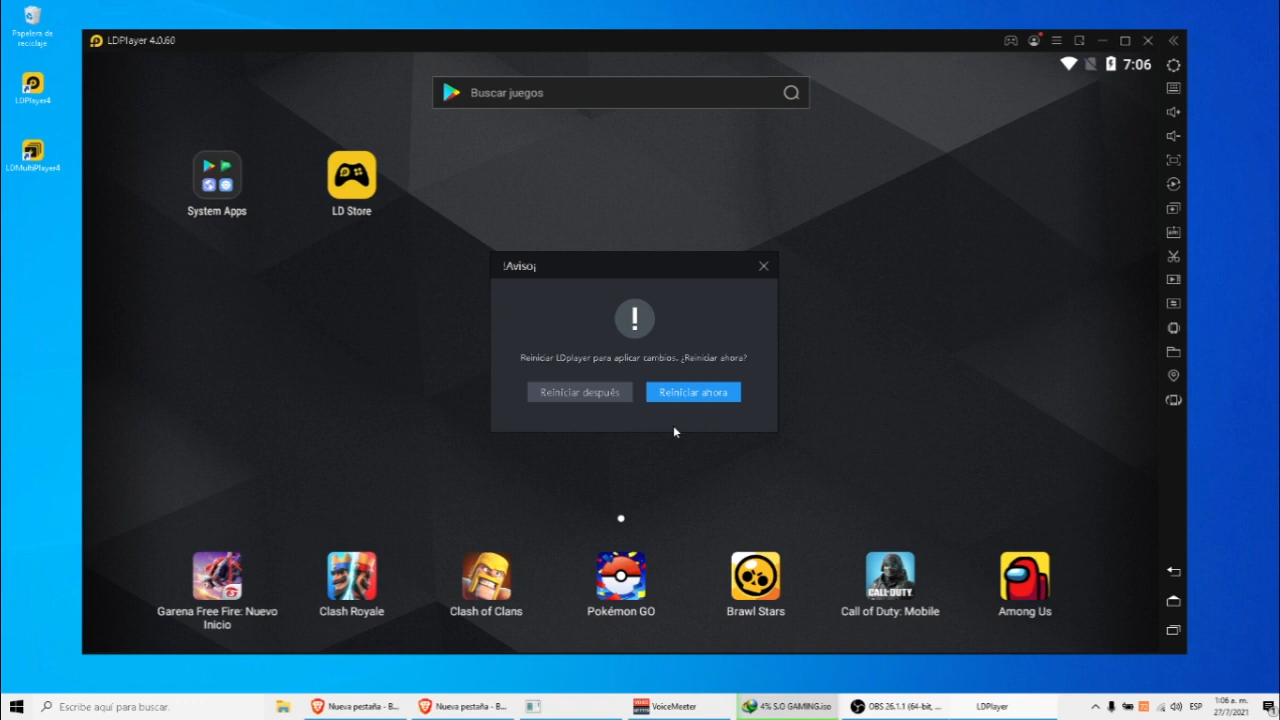 Papelera de
reciclaje
LDPlayer4
LDMultiPlayer4
LDPlayer 4.0.60
7:06
Buscar juegos
System Apps
LD Store
!Aviso¡
!
Reiniciar LDplayer para aplicar cambios. ¿Reiniciar ahora?
Reiniciar después
Reiniciar ahora
Garena Free Fire: Nuevo
Inicio
Clash Royale
Clash of Clans
Pokémon GO
Brawl Stars
CALL·DUTY
Call of Duty: Mobile
Among Us
Escribe aquí para buscar.
Nueva pestaña - B...
Nueva pestaña - B...
VoiceMeeter
4% S.O GAMING.iso
OBS 26.1.1 (64-bit, ...
LDPlayer
ESP
1:06 a. m.
27/7/2021